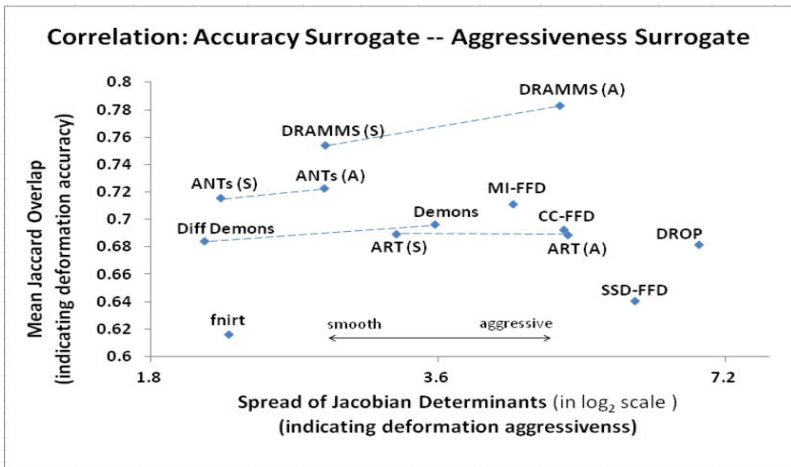 Correlation: Accuracy Surrogate -- Aggressiveness Surrogate
Mean Jaccard Overlap
(indicating deformation accuracy)
0.8
0.78
0.76
0.74
0.72
0.7
0.68
0.66
0.64
0.62
0.6
DRAMMS (A)
DRAMMS (S)
ANTs (S)
ANTs (A)
MI-FFD
Diff Demons
Demons
CC-FFD
ART (S)
ART (A)
DROP
SSD-FFD
fnirt
smooth
aggressive
1.8
3.6
7.2
Spread of Jacobian Determinants (in log₂ scale )
(indicating deformation aggressivenss)